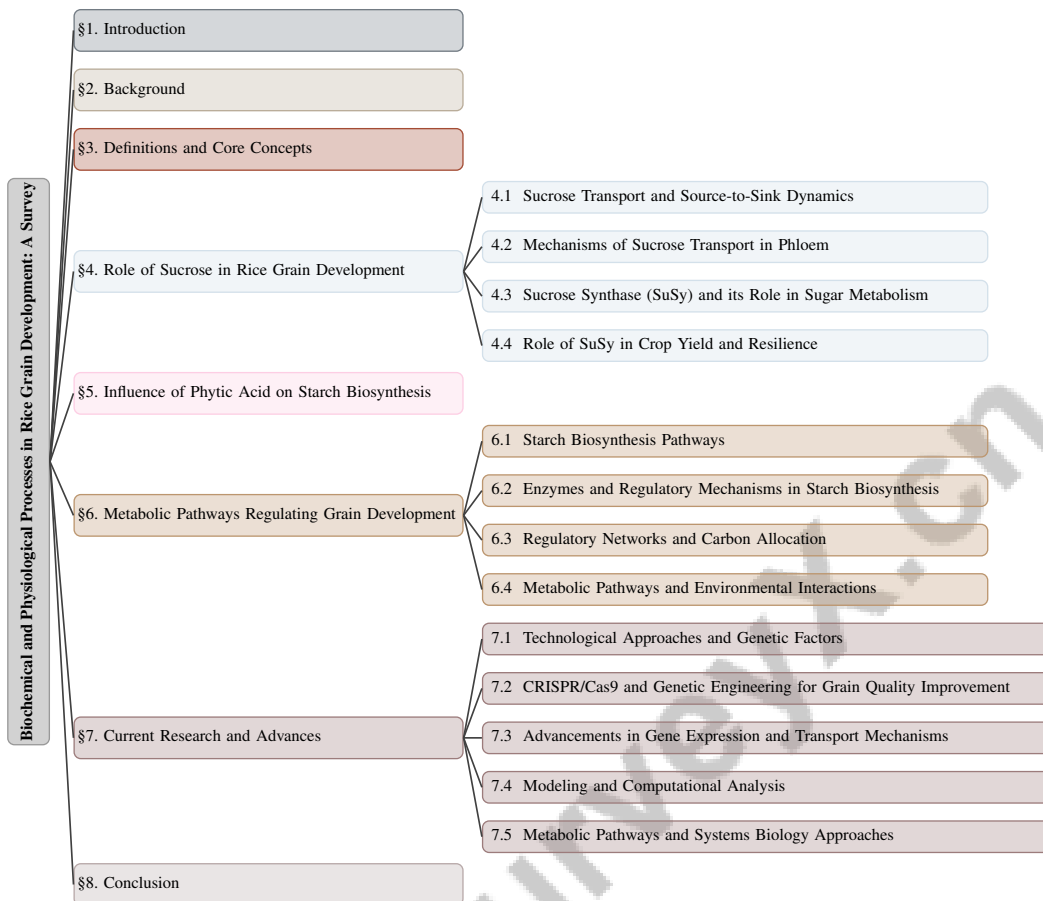 Biochemical and Physiological Processes in Rice Grain Development: A Survey
§1. Introduction
§2. Background
§3. Definitions and Core Concepts
§4. Role of Sucrose in Rice Grain Development
4.1 Sucrose Transport and Source-to-Sink Dynamics
4.2 Mechanisms of Sucrose Transport in Phloem
4.3 Sucrose Synthase (SuSy) and its Role in Sugar Metabolism
4.4 Role of SuSy in Crop Yield and Resilience
§5. Influence of Phytic Acid on Starch Biosynthesis
§6. Metabolic Pathways Regulating Grain Development
6.1 Starch Biosynthesis Pathways
6.2 Enzymes and Regulatory Mechanisms in Starch Biosynthesis
6.3 Regulatory Networks and Carbon Allocation
6.4 Metabolic Pathways and Environmental Interactions
§7. Current Research and Advances
7.1 Technological Approaches and Genetic Factors
7.2 CRISPR/Cas9 and Genetic Engineering for Grain Quality Improvement
7.3 Advancements in Gene Expression and Transport Mechanisms
7.4 Modeling and Computational Analysis
7.5 Metabolic Pathways and Systems Biology Approaches
§8. Conclusion
urveyx.cn